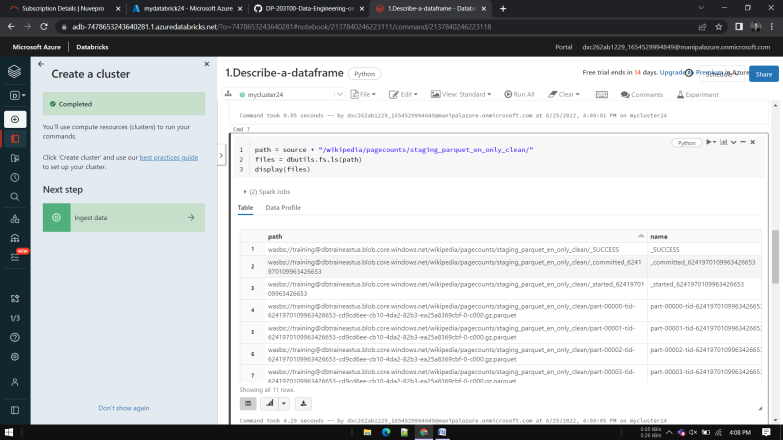 Subscription Details | Nuvepro
mydatabrick24 - Microsoft Azure
DP-203T00-Data-Engineering-on
1.Describe-a-dataframe - Databri
adb-7478653243640281.1.azuredatabricks.net/?o=7478653243640281#notebook/2137840246223111/command/2137840246223118
Microsoft Azure
Databricks
Portal
dxc262ab1229_1654529994849@manipalazure.onmicrosoft.com
Create a cluster
Completed
You'll use compute resources (clusters) to run your
commands.
Click 'Create cluster' and use our best practices guide
to set up your cluster.
Next step
Ingest data
Don't show again
NEW
D
1/3
1.Describe-a-dataframe
Python
Free trial ends in 14 days.
Schedule
Share
mycluster24
File
Edit
View: Standard
Run All
Clear
Comments
Experiment
Command took 0.05 seconds -- by dxc262ab1229_1654529994849@manipalazure.onmicrosoft.com at 6/25/2022, 4:08:01 PM on mycluster24
Cmd 7
Python
1 path = source + "/wikipedia/pagecounts/staging_parquet_en_only_clean/"
2 files = dbutils.fs.ls(path)
3 display(files)
(2) Spark Jobs
Table
Data Profile
path
name
1 wasbs://training@dbtraineastus.blob.core.windows.net/wikipedia/pagecounts/staging_parquet_en_only_clean/_SUCCESS _SUCCESS
2 wasbs://training@dbtraineastus.blob.core.windows.net/wikipedia/pagecounts/staging_parquet_en_only_clean/_committed_6241 _committed_6241970109963426653
970109963426653
3 wasbs://training@dbtraineastus.blob.core.windows.net/wikipedia/pagecounts/staging_parquet_en_only_clean/_started_62419701 _started_6241970109963426653
09963426653
4 wasbs://training@dbtraineastus.blob.core.windows.net/wikipedia/pagecounts/staging_parquet_en_only_clean/part-00000-tid- part-00000-tid-6241970109963426653-
6241970109963426653-cd9cd6ee-cb10-4da2-82b3-ea25a8369cbf-0-c000.gz.parquet
5 wasbs://training@dbtraineastus.blob.core.windows.net/wikipedia/pagecounts/staging_parquet_en_only_clean/part-00001-tid- part-00001-tid-6241970109963426653-
6241970109963426653-cd9cd6ee-cb10-4da2-82b3-ea25a8369cbf-0-c000.gz.parquet
6 wasbs://training@dbtraineastus.blob.core.windows.net/wikipedia/pagecounts/staging_parquet_en_only_clean/part-00002-tid- part-00002-tid-6241970109963426653-
6241970109963426653-cd9cd6ee-cb10-4da2-82b3-ea25a8369cbf-0-c000.gz.parquet
7 wasbs://training@dbtraineastus.blob.core.windows.net/wikipedia/pagecounts/staging_parquet_en_only_clean/part-00003-tid- part-00003-tid-6241970109963426653-
6241970109963426653-cd9cd6ee-cb10-4da2-82b3-ea25a8369cbf-0-c000.gz.parquet
Showing all 11 rows.
Command took 4.29 seconds -- by dxc262ab1229_1654529994849@manipalazure.onmicrosoft.com at 6/25/2022, 4:08:05 PM on mycluster24
4:08 PM